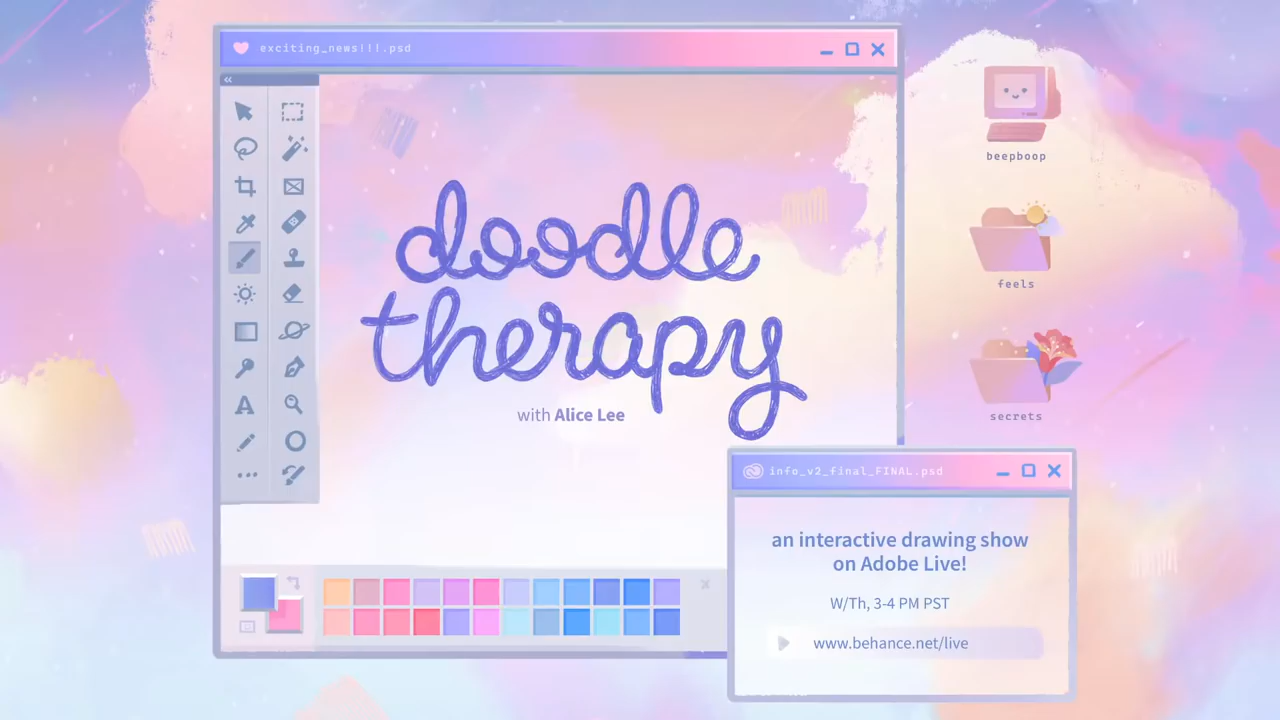 exciting_news!!!.psd
«
A
doodle
therapy
with Alice Lee
beepboop
feels
secrets
info_v2_final_FINAL.psd
an interactive drawing show
on Adobe Live!
W/Th, 3-4 PM PST
www.behance.net/live